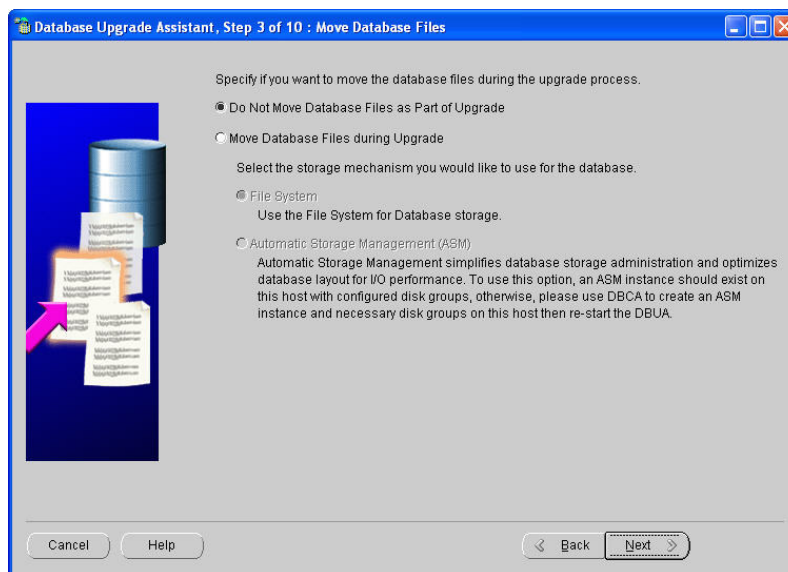 Database Upgrade Assistant, Step 3 of 10 : Move Database Files
Specify if you want to move the database files during the upgrade process.
Do Not Move Database Files as Part of Upgrade
Move Database Files during Upgrade
Select the storage mechanism you would like to use for the database.
File System
Use the File System for Database storage.
Automatic Storage Management (ASM)
Automatic Storage Management simplifies database storage administration and optimizes
database layout for I/O performance. To use this option, an ASM instance should exist on
this host with configured disk groups, otherwise, please use DBCA to create an ASM
instance and necessary disk groups on this host then re-start the DBUA.
Cancel
Help
Back
Next